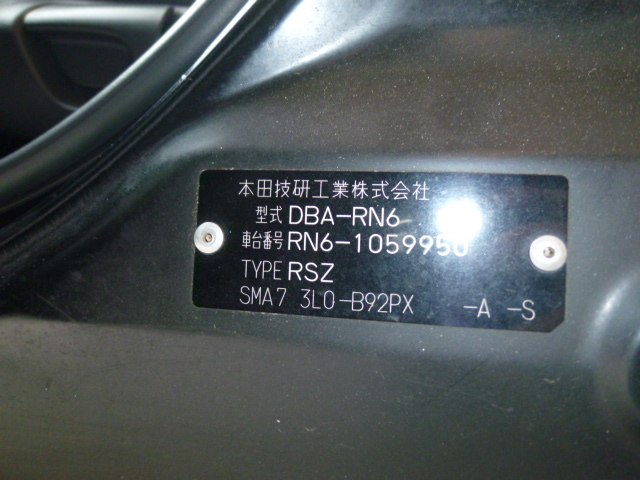 本田技研工業株式会社
型式 DBA-RN6
車台番号 RN6-1059950
TYPE RSZ
SMA7 3L0-B92PX -A -S